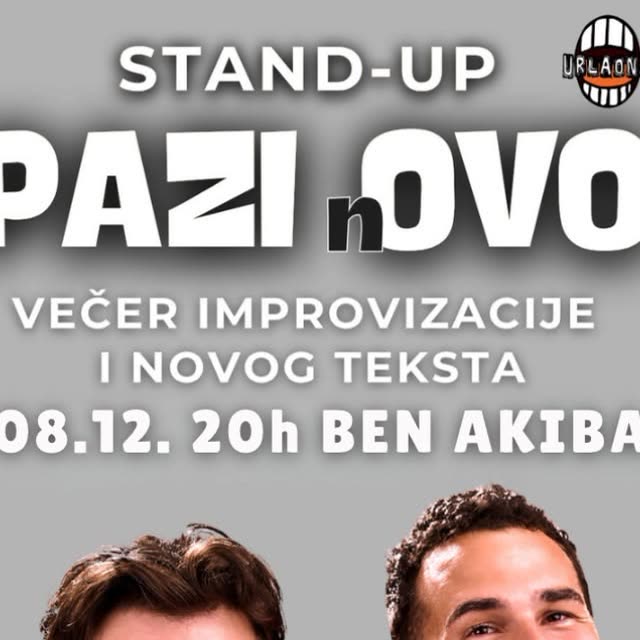 STAND-UP
URLAON
PAZI nOVO
VEČER IMPROVIZACIJE
I NOVOG TEKSTA
08.12. 20h BEN AKIBA